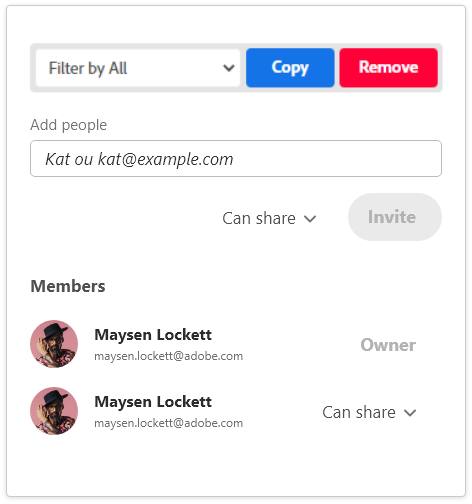 Filter by All Copy Remove
Add people
Kat ou kat@example.com
Can share Invite
Members
Maysen Lockett
maysen.lockett@adobe.com
Owner
Maysen Lockett
maysen.lockett@adobe.com
Can share